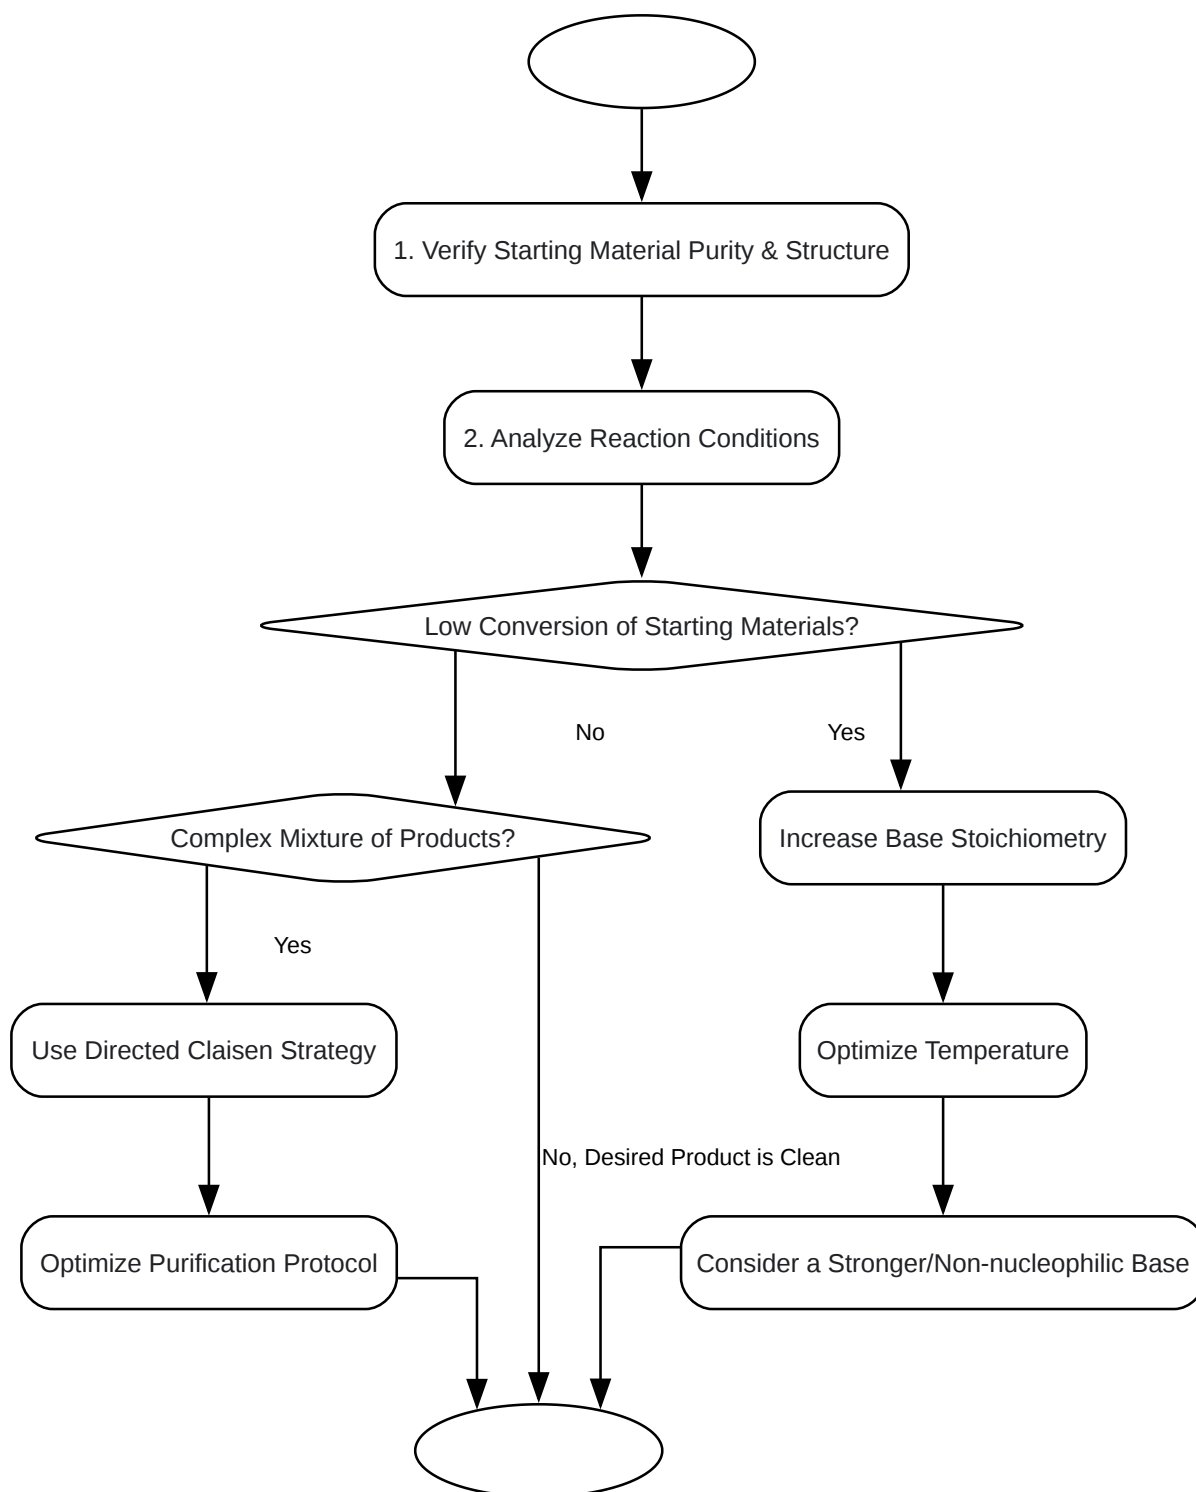 1. Verify Starting Material Purity & Structure
2. Analyze Reaction Conditions
Low Conversion of Starting Materials?
No
Yes
Complex Mixture of Products?
Increase Base Stoichiometry
Yes
Use Directed Claisen Strategy
Optimize Temperature
No, Desired Product is Clean
Optimize Purification Protocol
Consider a Stronger/Non-nucleophilic Base